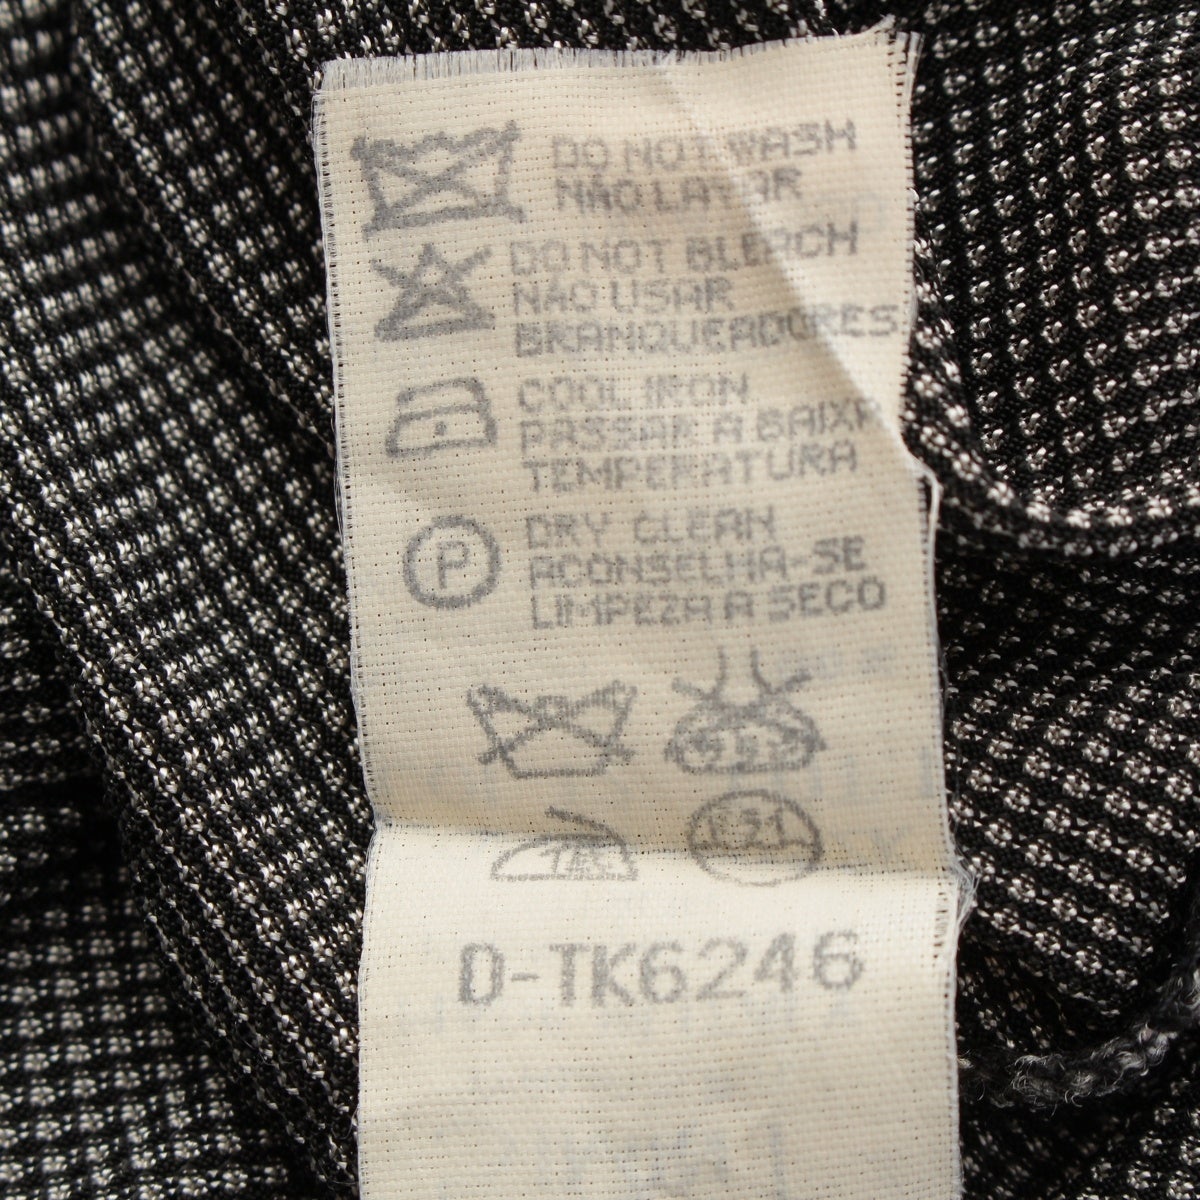 DO NOT WASH
NÃO LAVAR
DO NOT BLEACH
NÃO USAR
BRANQUEADORES
COOL IRON
PASSAR A BAIXA
TEMPERATURA
P
DRY CLEAN
ACONSELHA-SE
LIMPEZA A SECO
D-TK6246